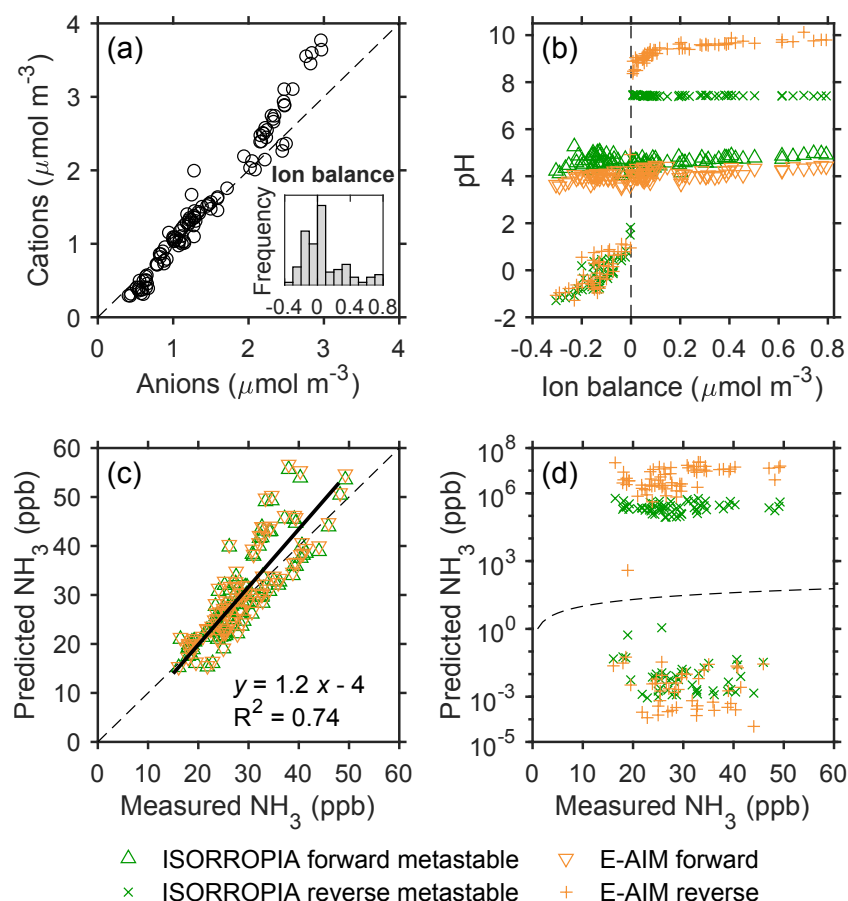 (a)
4
3
2
1
0
Cations (μmol m⁻³)
0 1 2 3 4
Anions (μmol m⁻³)
Ion balance
Frequency
-0.4 0 0.4 0.8
(b)
10
8
6
4
2
0
-2
pH
-0.4 -0.2 0 0.2 0.4 0.6 0.8
Ion balance (μmol m⁻³)
(c)
60
50
40
30
20
10
0
Predicted NH₃ (ppb)
y = 1.2 x - 4
R² = 0.74
0 10 20 30 40 50 60
Measured NH₃ (ppb)
(d)
10⁸
10⁶
10⁴
10²
10⁰
10⁻³
10⁻⁵
Predicted NH₃ (ppb)
0 10 20 30 40 50 60
Measured NH₃ (ppb)
ISORROPIA forward metastable
E-AIM forward
ISORROPIA reverse metastable
E-AIM reverse